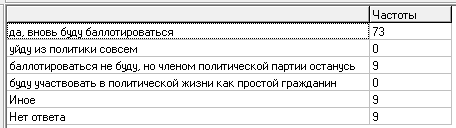 Частоты
да, вновь буду баллотироваться 73
уйду из политики совсем 0
баллотироваться не буду, но членом политической партии останусь 9
буду участвовать в политической жизни как простой гражданин 0
Иное 9
Нет ответа 9